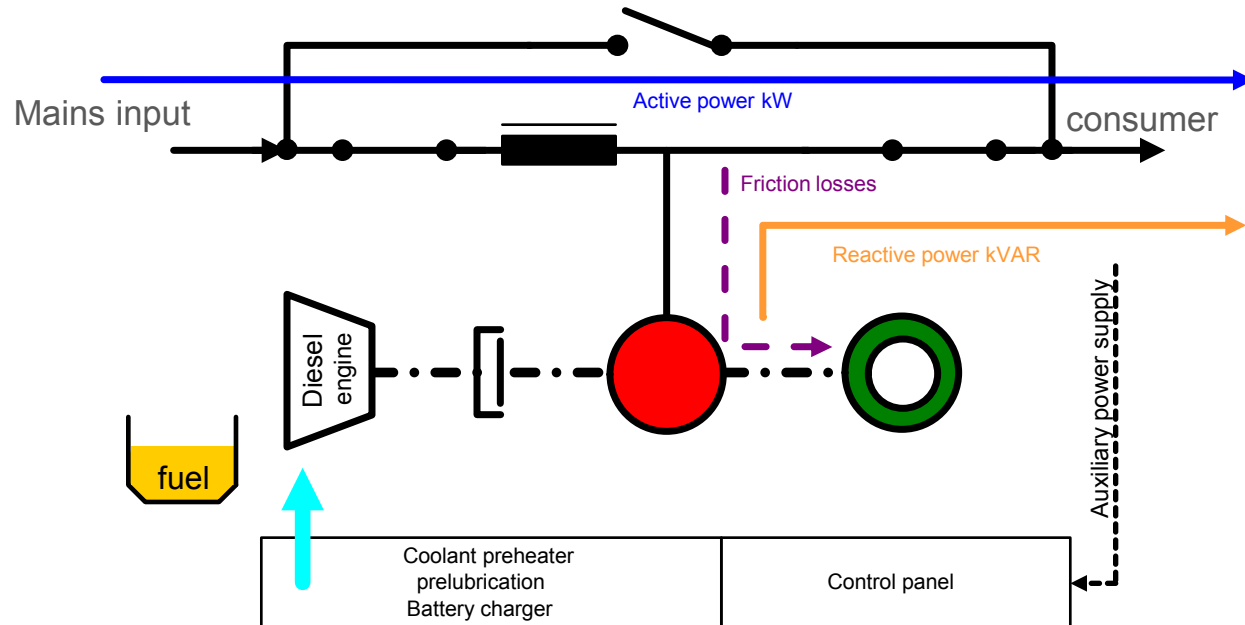 Active power kW
Mains input
consumer
Friction losses
Reactive power kVAR
Diesel
engine
Auxiliary power supply
fuel
Coolant preheater
prelubrication
Battery charger
Control panel